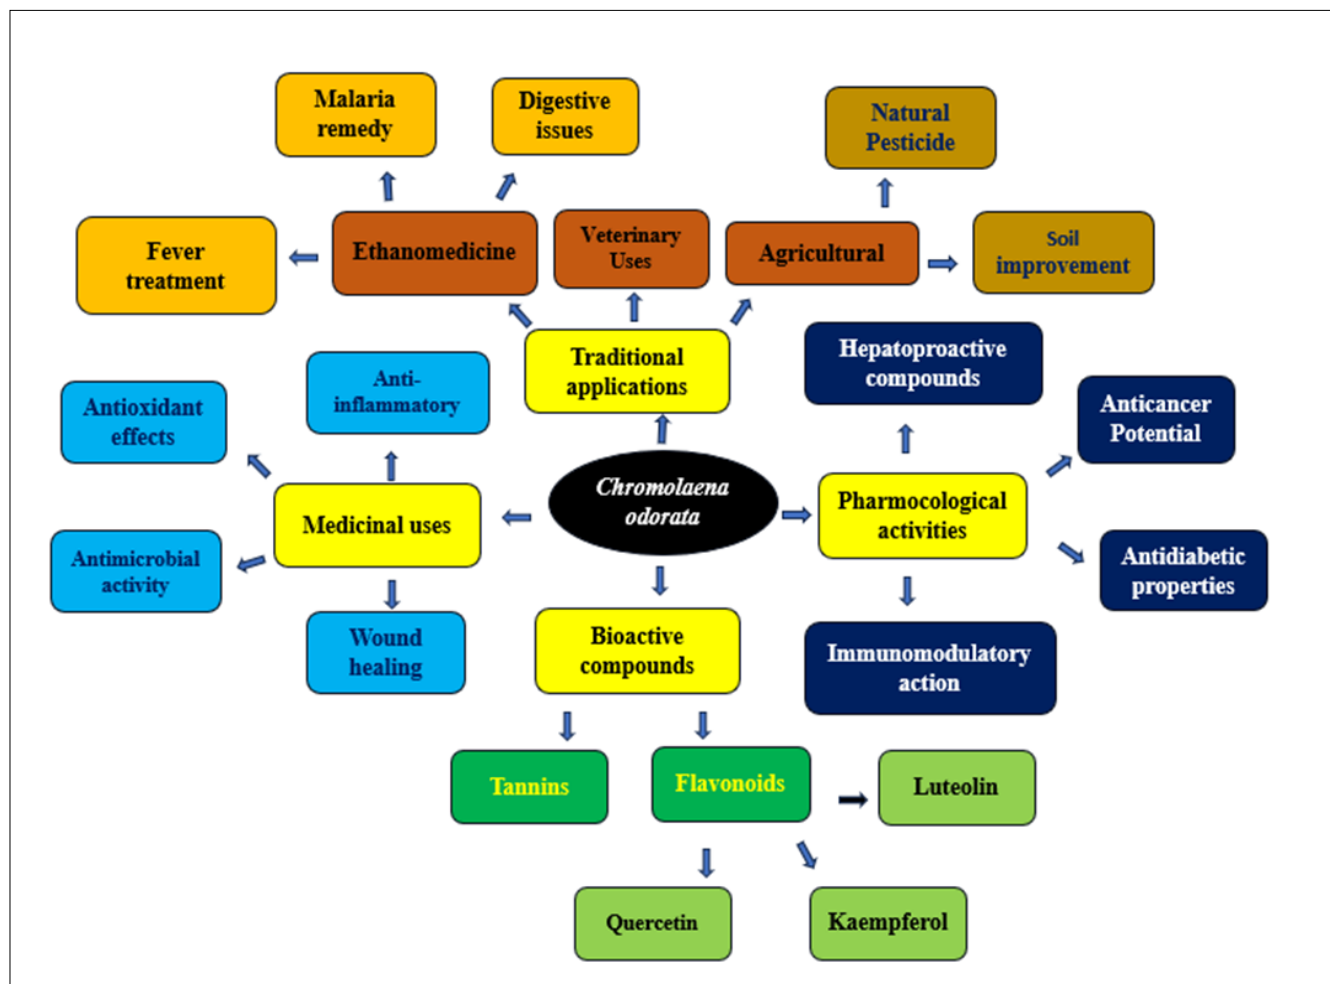 Malaria
remedy
Digestive
issues
Natural
Pesticide
Fever
treatment
Ethanomedicine
Veterinary
Uses
Agricultural
Soil
improvement
Traditional
applications
Hepatoproactive
compounds
Anti-
inflammatory
Antioxidant
effects
Anticancer
Potential
Medicinal uses
Chromolaena
odorata
Pharmocological
activities
Antimicrobial
activity
Antidiabetic
properties
Wound
healing
Bioactive
compounds
Immunomodulatory
action
Tannins
Flavonoids
Luteolin
Quercetin
Kaempferol